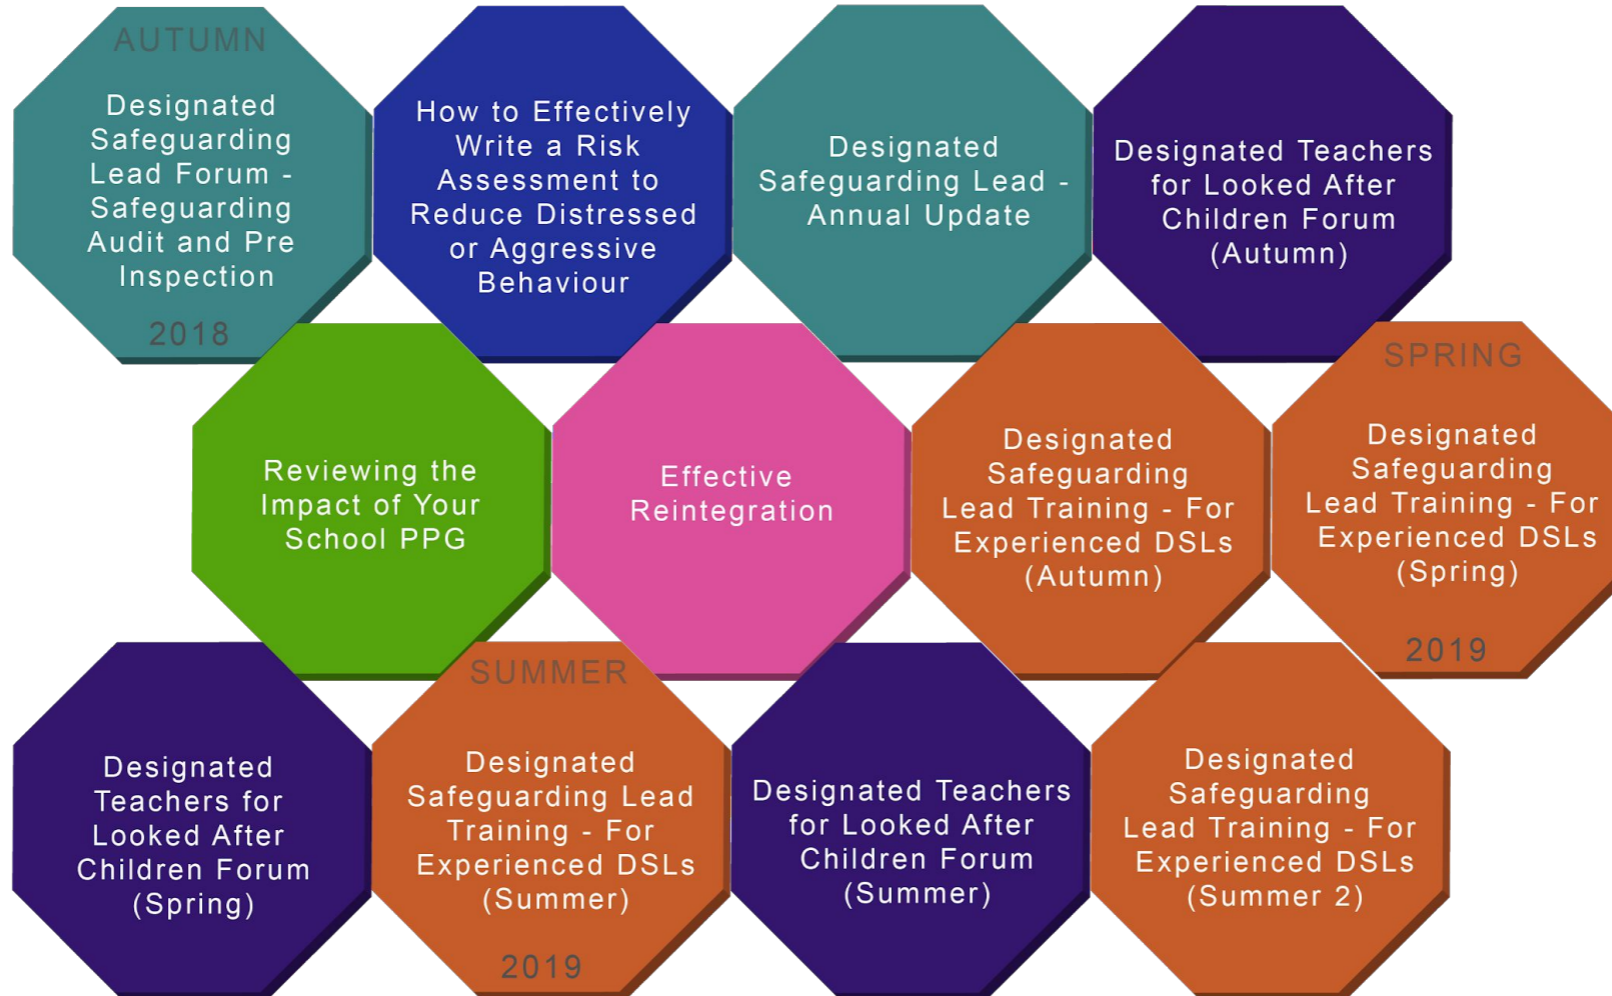 AUTUMN
Designated
Safeguarding
Lead Forum -
Safeguarding
Audit and Pre
Inspection
2018
How to Effectively
Write a Risk
Assessment to
Reduce Distressed
or Aggressive
Behaviour
Designated
Safeguarding Lead -
Annual Update
Designated Teachers
for Looked After
Children Forum
(Autumn)
Reviewing the
Impact of Your
School PPG
Effective
Reintegration
Designated
Safeguarding
Lead Training - For
Experienced DSLs
(Autumn)
SPRING
Designated
Safeguarding
Lead Training - For
Experienced DSLs
(Spring)
2019
Designated
Teachers for
Looked After
Children Forum
(Spring)
SUMMER
Designated
Safeguarding Lead
Training - For
Experienced DSLs
(Summer)
2019
Designated Teachers
for Looked After
Children Forum
(Summer)
Designated
Safeguarding
Lead Training - For
Experienced DSLs
(Summer 2)